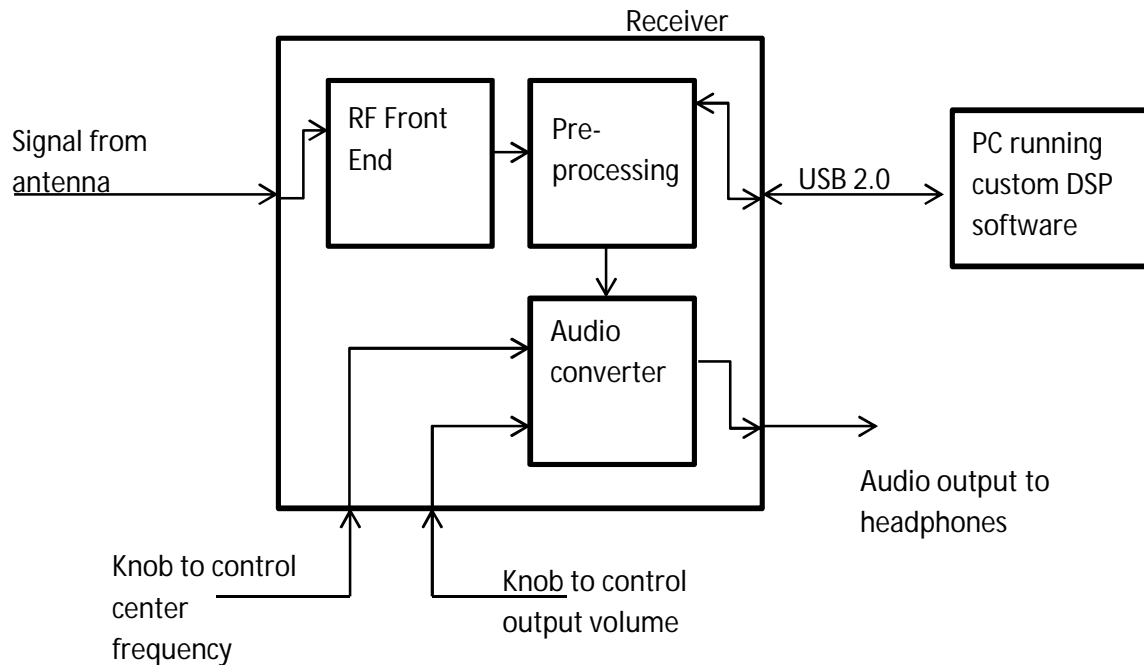 Receiver
RF Front
End
Pre-
processing
Signal from
antenna
USB 2.0
PC running
custom DSP
software
Audio
converter
Audio output to
headphones
Knob to control
center
frequency
Knob to control
output volume